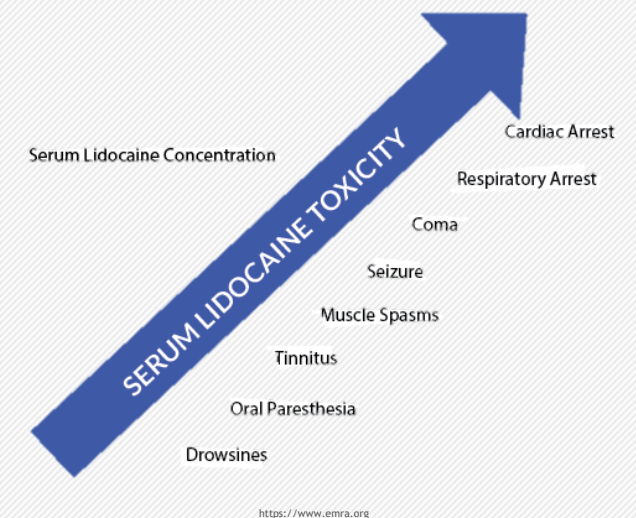 Cardiac Arrest
Serum Lidocaine Concentration
Respiratory Arrest
SERUM LIDOCAINE TOXICITY
Coma
Seizure
Muscle Spasms
Tinnitus
Oral Paresthesia
Drowsines
https://www.emra.org